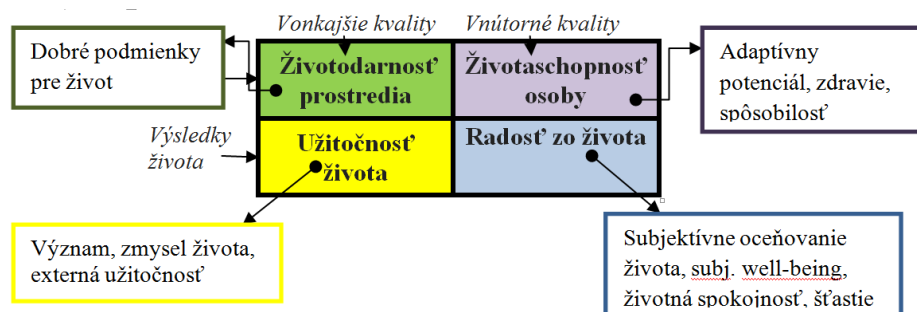 Vonkajšie kvality
Vnútorné kvality
Dobré podmienky
pre život
Životodarnosť
prostredia
Životaschopnosť
osoby
Adaptívny
potenciál, zdravie,
spôsobilosť
Výsledky
života
Užitočnosť
života
Radosť zo života
Význam, zmysel života,
externá užitočnosť
Subjektívne oceňovanie
života, subj. well-being,
životná spokojnosť, šťastie